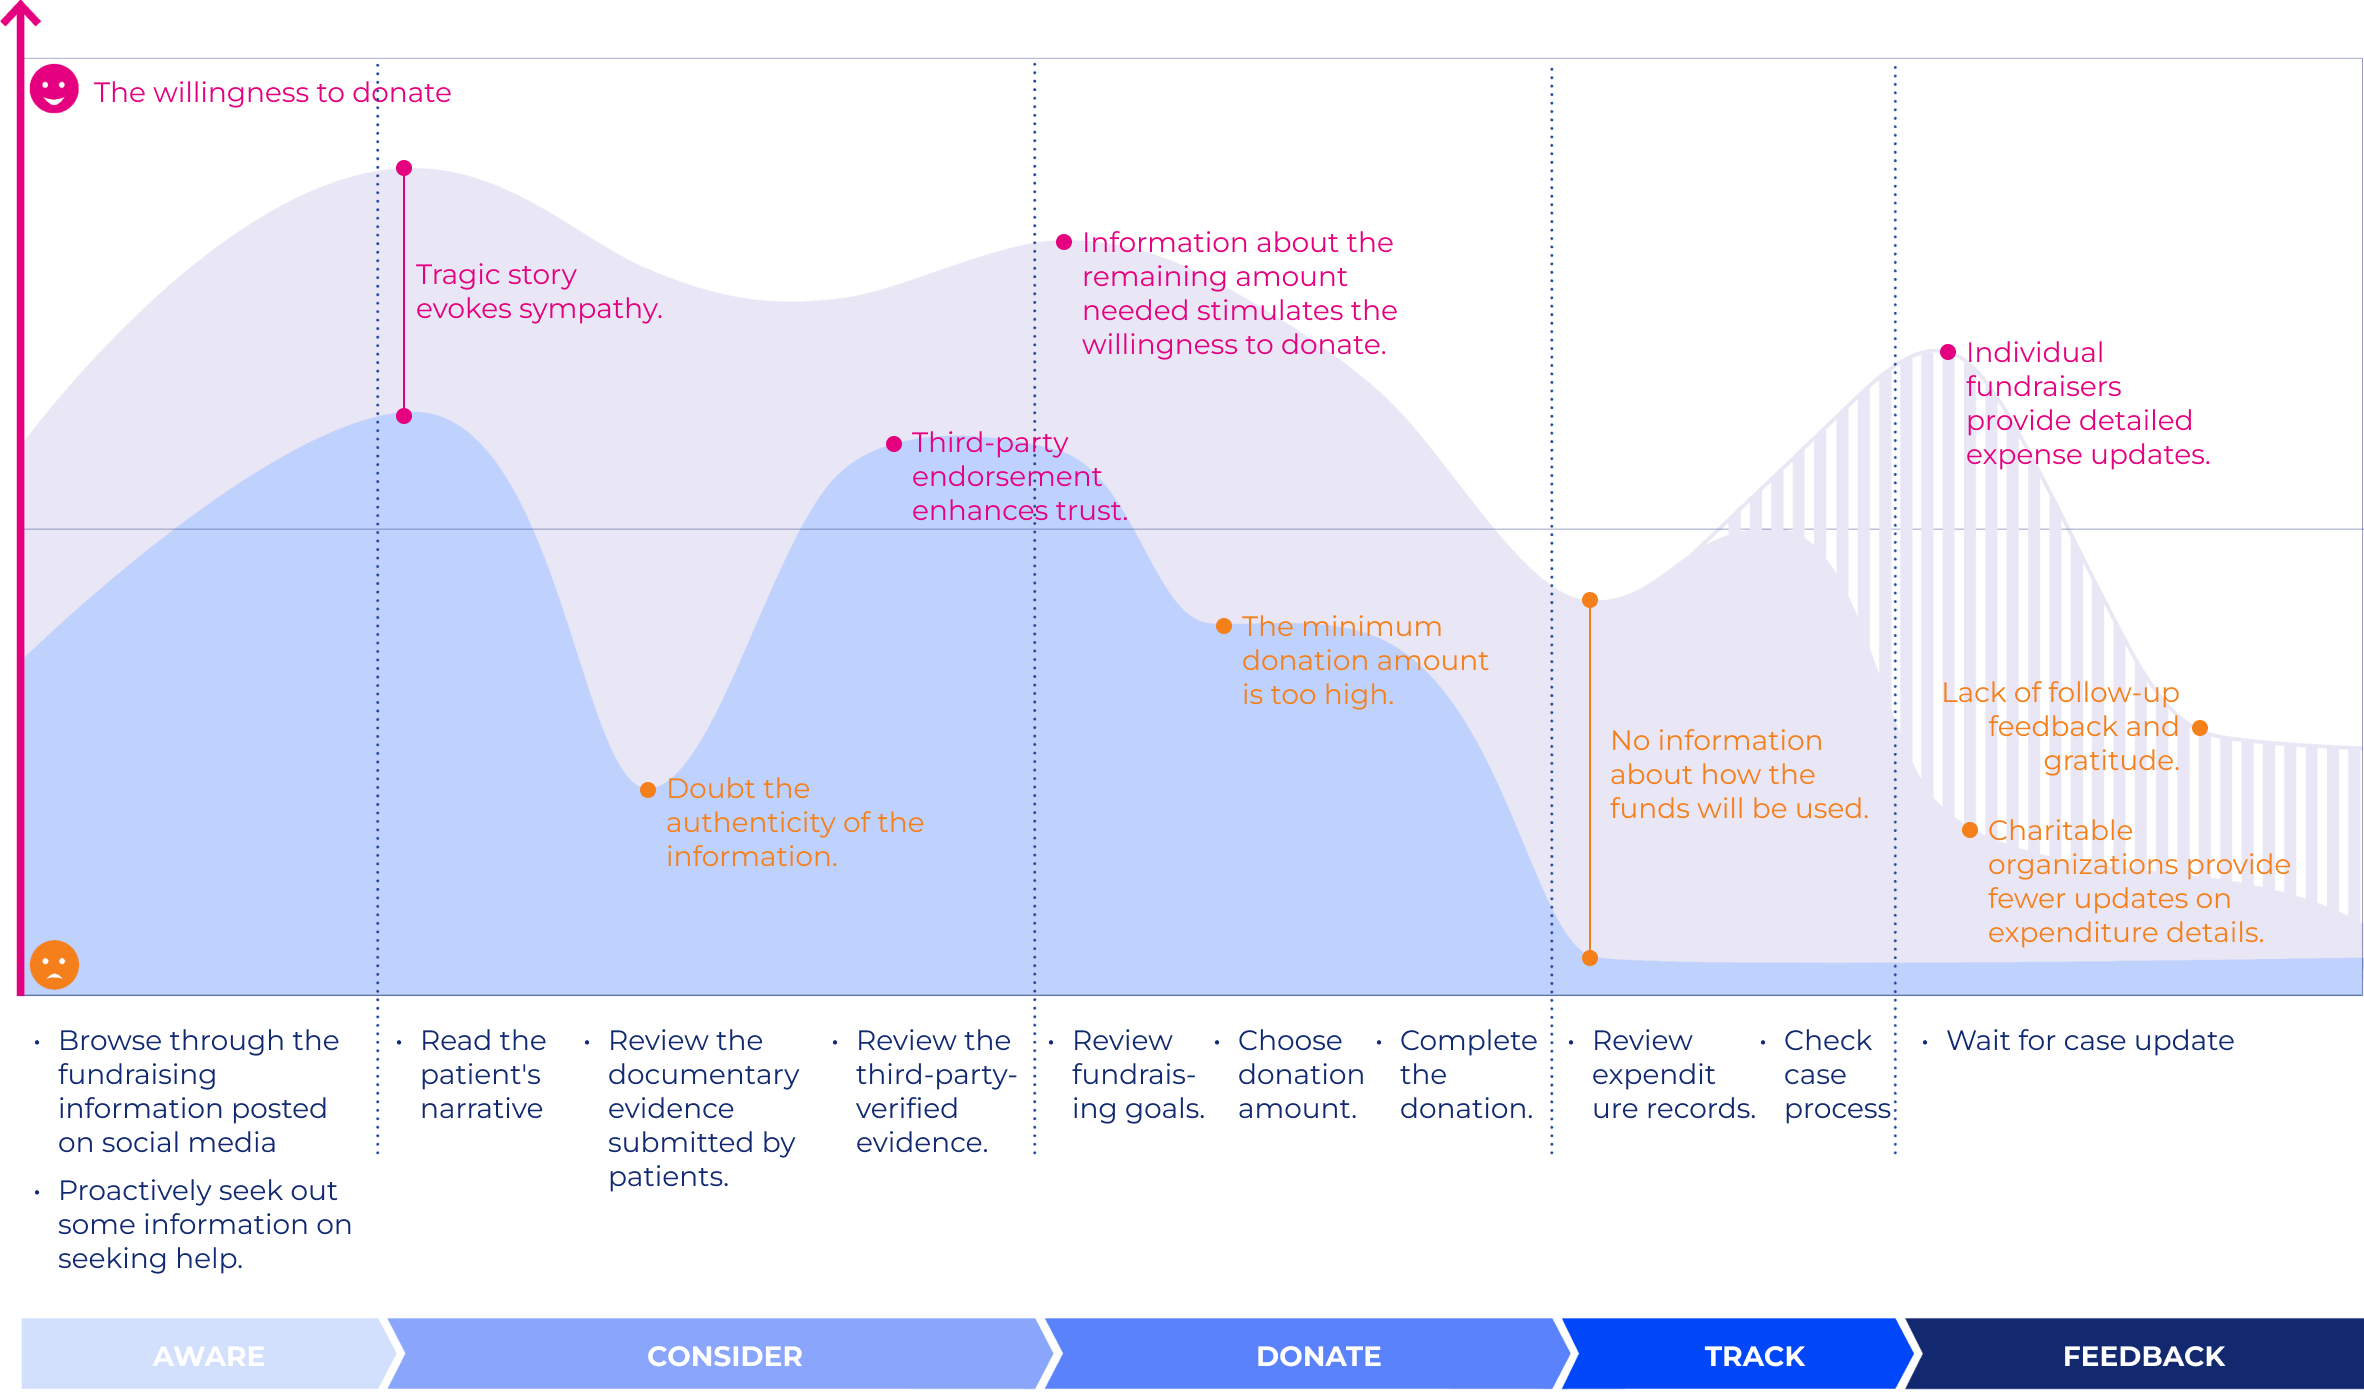 The willingness to donate
Tragic story
evokes sympathy.
Information about the
remaining amount
needed stimulates the
willingness to donate.
Third-party
endorsement
enhances trust.
Individual
fundraisers
provide detailed
expense updates.
The minimum
donation amount
is too high.
Doubt the
authenticity of the
information.
No information
about how the
funds will be used.
Lack of follow-up
feedback and
gratitude.
Charitable
organizations provide
fewer updates on
expenditure details.
• Browse through the
fundraising
information posted
on social media
• Proactively seek out
some information on
seeking help.
• Read the
patient's
narrative
• Review the
documentary
evidence
submitted by
patients.
• Review the
third-party-
verified
evidence.
• Review
fundrais-
ing goals.
• Choose
donation
amount.
• Complete
the
donation.
• Review
expendit
ure records.
• Check
case
process
• Wait for case update
AWARE
CONSIDER
DONATE
TRACK
FEEDBACK